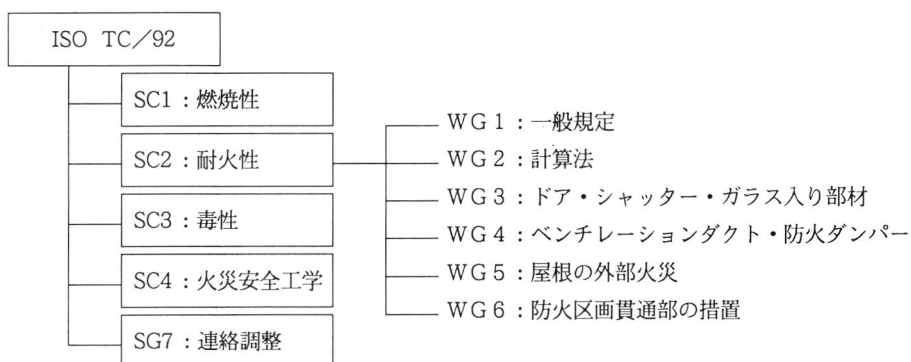 ISO TC／92
SC1：燃焼性
SC2：耐火性
SC3：毒性
SC4：火災安全工学
SG7：連絡調整
WG1：一般規定
WG2：計算法
WG3：ドア・シャッター・ガラス入り部材
WG4：ベンチレーションダクト・防火ダンパー
WG5：屋根の外部火災
WG6：防火区画貫通部の措置